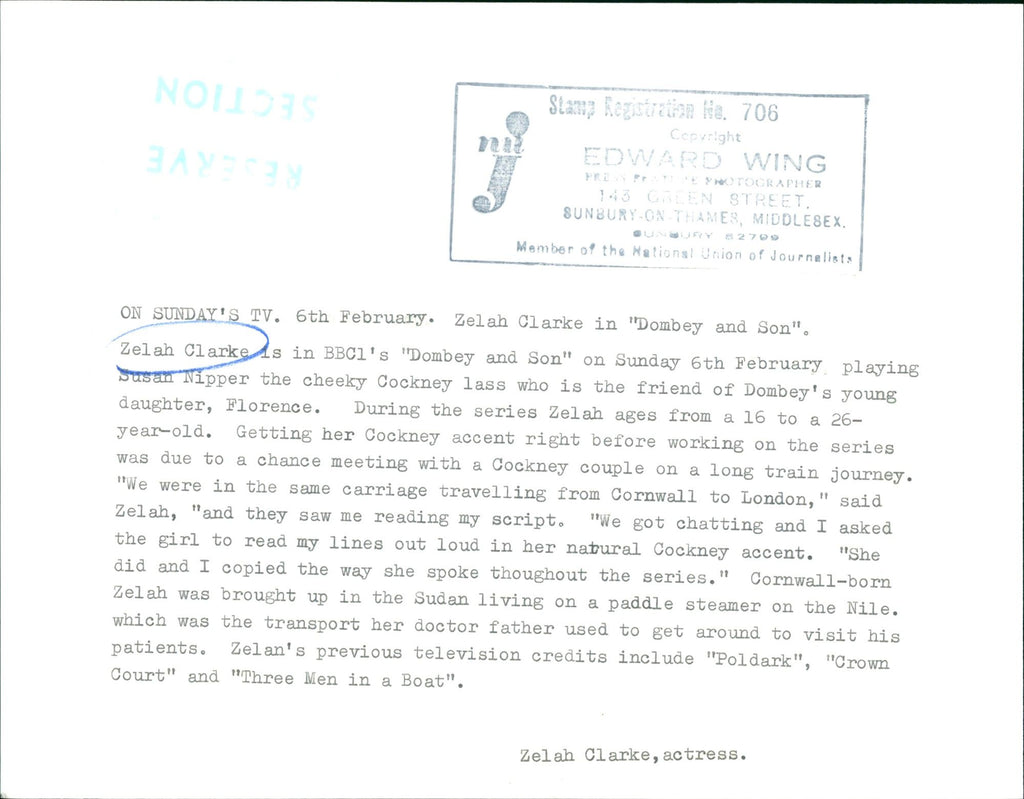 RESERVE
SECTION
nuj
Stamp Registration No. 706
Copyright
EDWARD WING
PRESS FEATURE PHOTOGRAPHER
143 GREEN STREET,
SUNBURY-ON-THAMES, MIDDLESEX.
SUNBURY 82799
Member of the National Union of Journalists
ON SUNDAY'S TV. 6th February. Zelah Clarke in "Dombey and Son".
Zelah Clarke is in BBC1's "Dombey and Son" on Sunday 6th February playing
Susan Nipper the cheeky Cockney lass who is the friend of Dombey's young
daughter, Florence. During the series Zelah ages from a 16 to a 26-
year-old. Getting her Cockney accent right before working on the series
was due to a chance meeting with a Cockney couple on a long train journey.
"We were in the same carriage travelling from Cornwall to London," said
Zelah, "and they saw me reading my script. "We got chatting and I asked
the girl to read my lines out loud in her natural Cockney accent. "She
did and I copied the way she spoke thoughout the series." Cornwall-born
Zelah was brought up in the Sudan living on a paddle steamer on the Nile.
which was the transport her doctor father used to get around to visit his
patients. Zelan's previous television credits include "Poldark", "Crown
Court" and "Three Men in a Boat".
Zelah Clarke,actress.